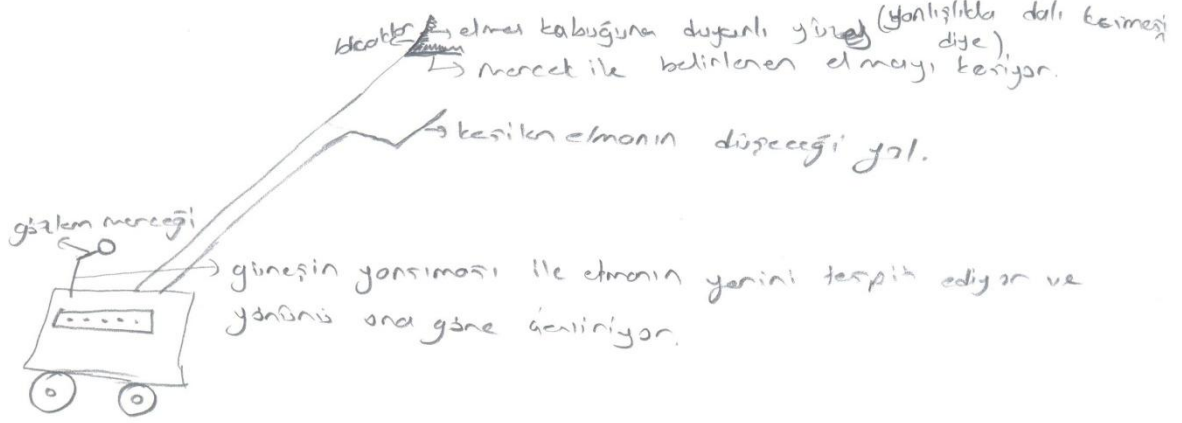 bıçaklar
elma kabuğuna duyarlı yüzey (yanlışlıkla dalı kesmesin
diye).
mercek ile belirlenen elmayı kesiyor.
kesilen elmanın düşeceği yol.
gözlem merceği
güneşin yansıması ile elmanın yerini tespit ediyor ve
yönünü ona göre çeviriyor.